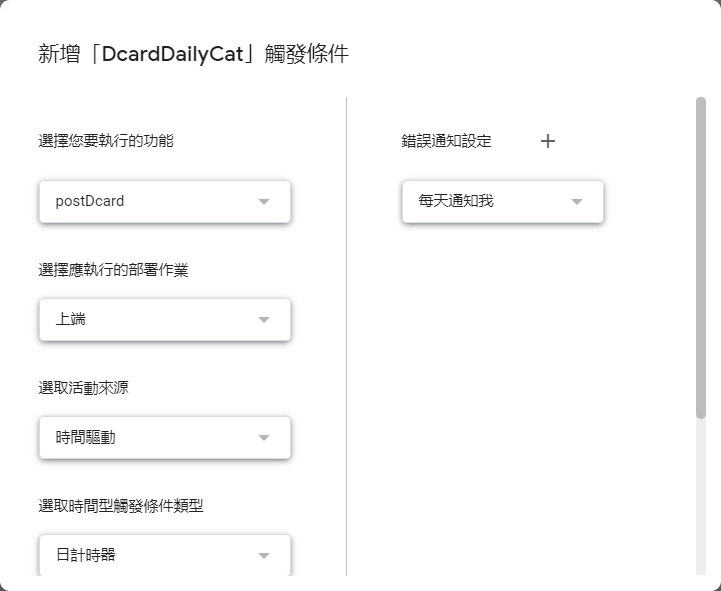 新增「DcardDailyCat」觸發條件
選擇您要執行的功能
postDcard
選擇應執行的部署作業
上端
選取活動來源
時間驅動
選取時間型觸發條件類型
日計時器
錯誤通知設定
每天通知我